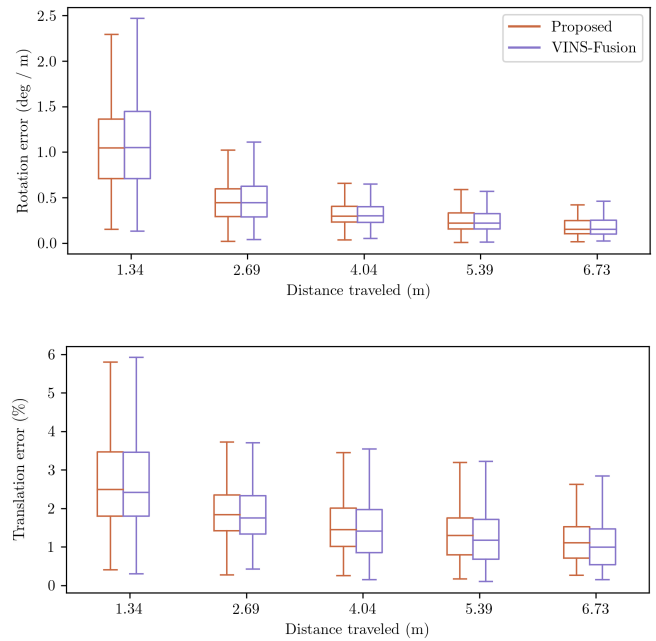 2.5
2.0
1.5
1.0
0.5
0.0
Rotation error (deg / m)
Proposed
VINS-Fusion
1.34 2.69 4.04 5.39 6.73
Distance traveled (m)
6
5
4
3
2
1
0
Translation error (%)
1.34 2.69 4.04 5.39 6.73
Distance traveled (m)